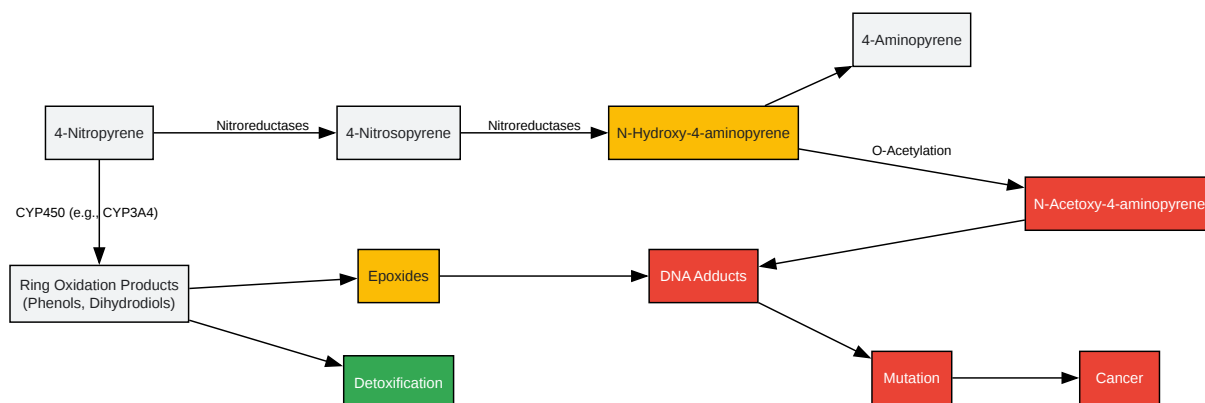 4-Aminopyrene
4-Nitropyrene
Nitroreductases
4-Nitrosopyrene
Nitroreductases
N-Hydroxy-4-aminopyrene
O-Acetylation
N-Acetoxy-4-aminopyrene
CYP450 (e.g., CYP3A4)
Ring Oxidation Products
(Phenols, Dihydrodiols)
Epoxides
DNA Adducts
Detoxification
Mutation
Cancer